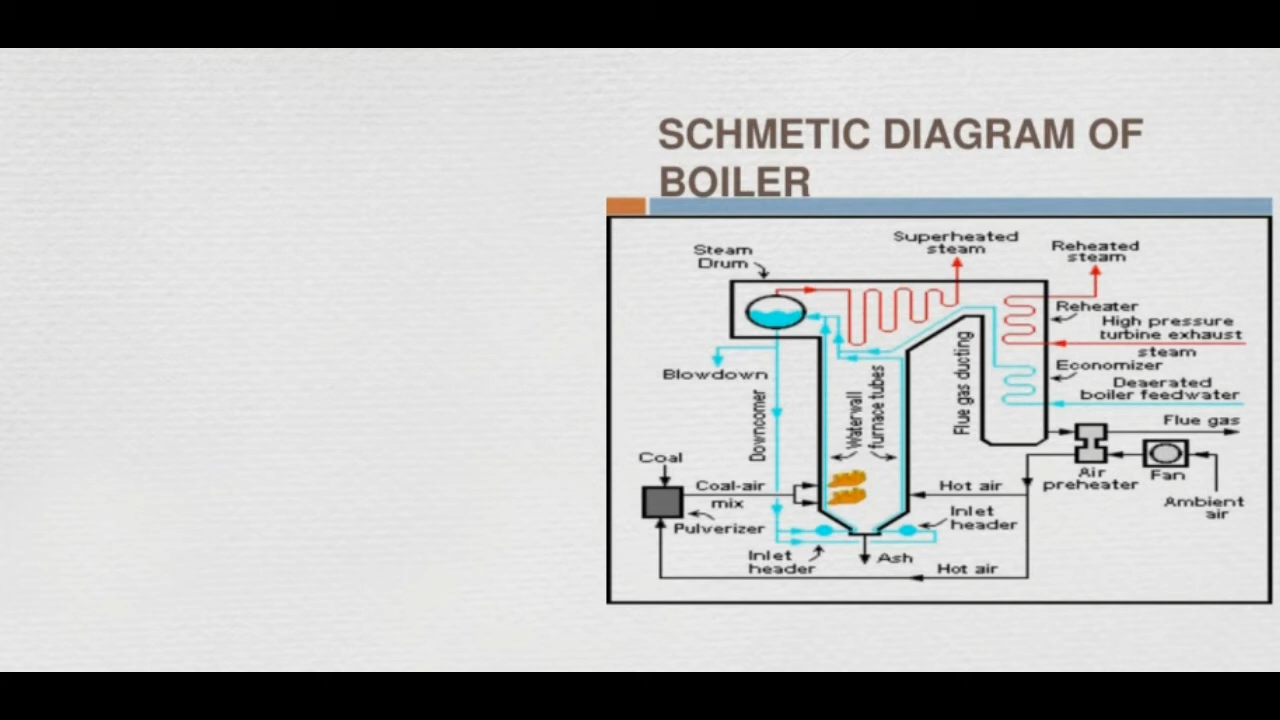 SCHMETIC DIAGRAM OF
BOILER
Superheated
steam
Reheated
steam
Steam
Drum
Reheater
High pressure
turbine exhaust
steam
Economizer
Deaerated
boiler feedwater
Flue gas
Blowdown
Downcomer
Waterwall
furnace tubes
Flue gas ducting
Coal
Coal-air
mix
Pulverizer
Hot air
Air
preheater
Fan
Ambient
air
Inlet
header
Inlet
header
Ash
Hot air